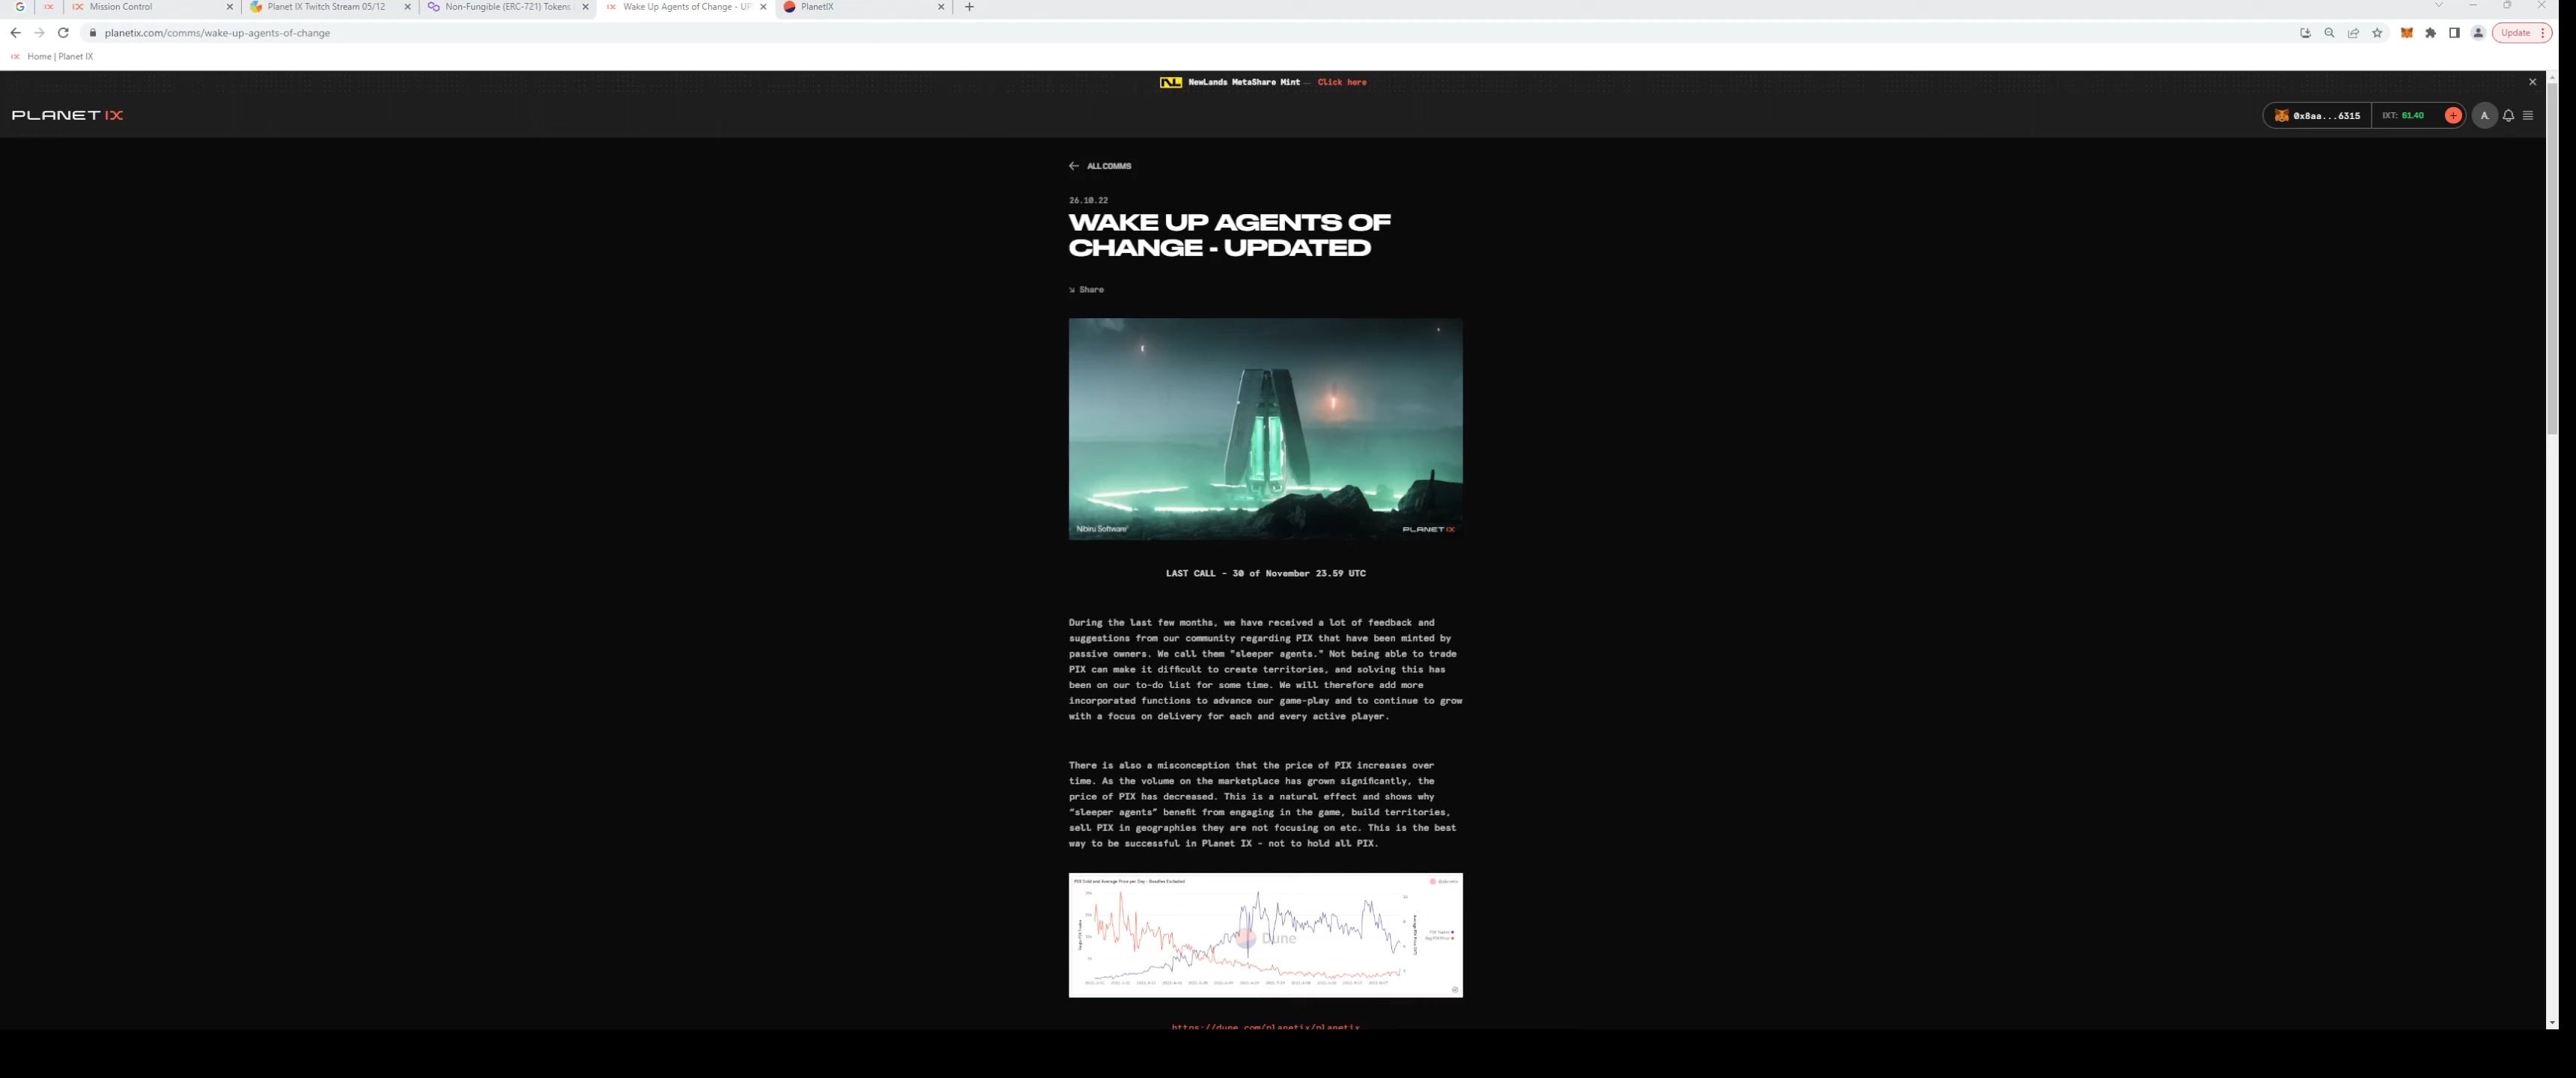 Mission Control
Planet IX Twitch Stream 05/12
Non-Fungible (ERC-721) Tokens
Wake Up Agents of Change - UP
PlanetIX
planetix.com/comms/wake-up-agents-of-change
Update
Home | Planet IX
NewLands MetaShare Mint — Click here
PLANET IX
0x8aa...6315
IXT: 61.40
A.
ALL COMMS
26.10.22
WAKE UP AGENTS OF
CHANGE - UPDATED
Share
Nibiru Software
PLANET IX
LAST CALL - 30 of November 23.59 UTC
During the last few months, we have received a lot of feedback and
suggestions from our community regarding PIX that have been minted by
passive owners. We call them "sleeper agents." Not being able to trade
PIX can make it difficult to create territories, and solving this has
been on our to-do list for some time. We will therefore add more
incorporated functions to advance our game-play and to continue to grow
with a focus on delivery for each and every active player.
There is also a misconception that the price of PIX increases over
time. As the volume on the marketplace has grown significantly, the
price of PIX has decreased. This is a natural effect and shows why
“sleeper agents” benefit from engaging in the game, build territories,
sell PIX in geographies they are not focusing on etc. This is the best
way to be successful in Planet IX - not to hold all PIX.
PIX Sold and Average Price per Day - Bundles Excluded
@planetix
Dune
https://dune.com/planetix/planetix